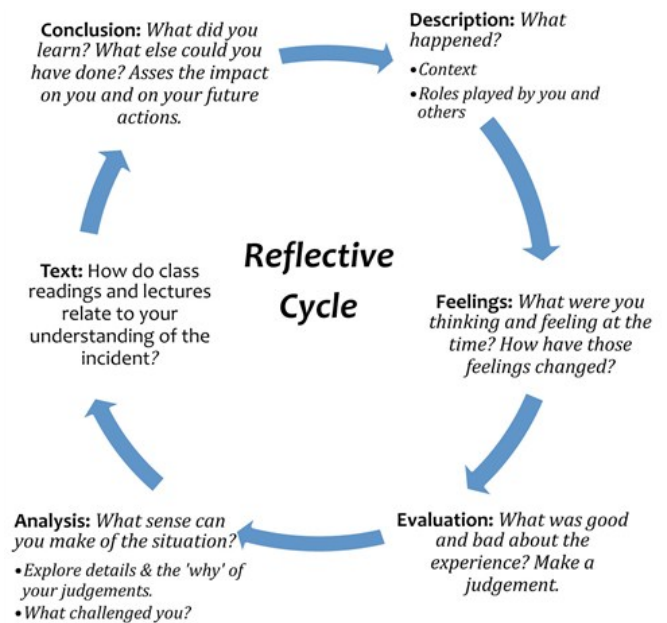 Conclusion: What did you
learn? What else could you
have done? Asses the impact
on you and on your future
actions.
Description: What
happened?
•Context
•Roles played by you and
others
Reflective
Cycle
Feelings: What were you
thinking and feeling at the
time? How have those
feelings changed?
Evaluation: What was good
and bad about the
experience? Make a
judgement.
Analysis: What sense can
you make of the situation?
•Explore details & the 'why' of
your judgements.
•What challenged you?
Text: How do class
readings and lectures
relate to your
understanding of the
incident?